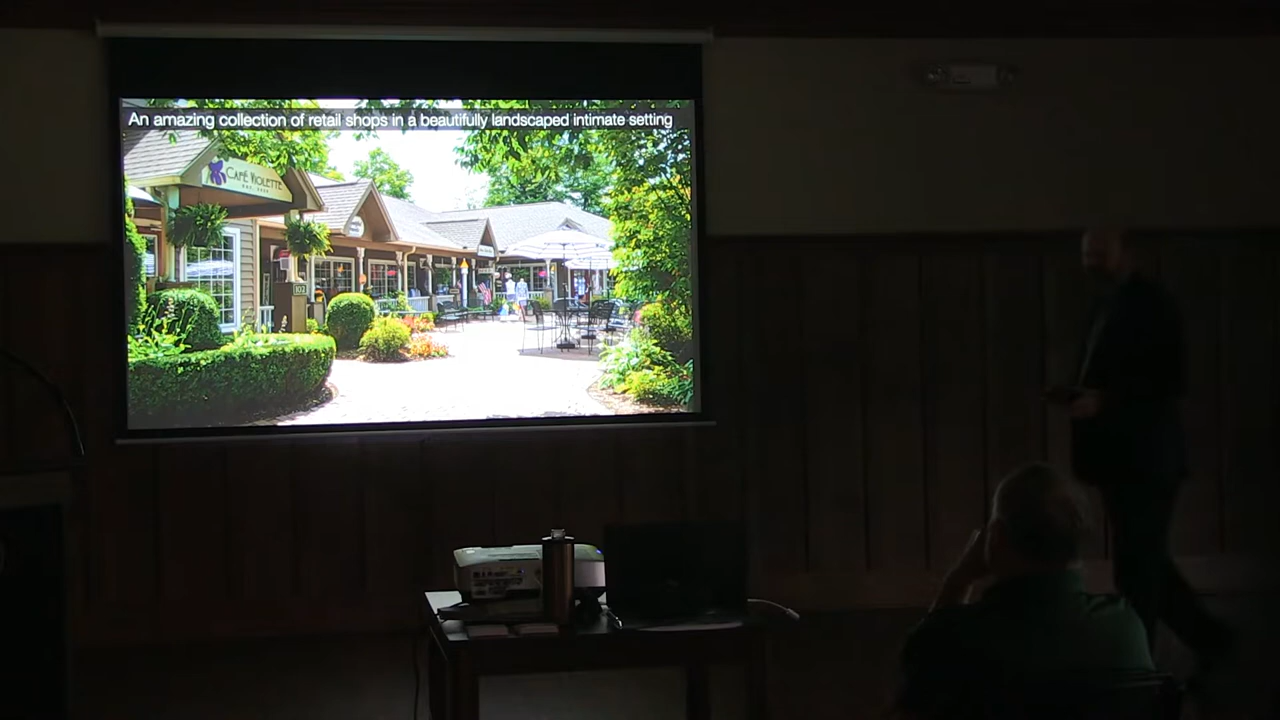 An amazing collection of retail shops in a beautifully landscaped intimate setting
CAFÉ VIOLETTE
102